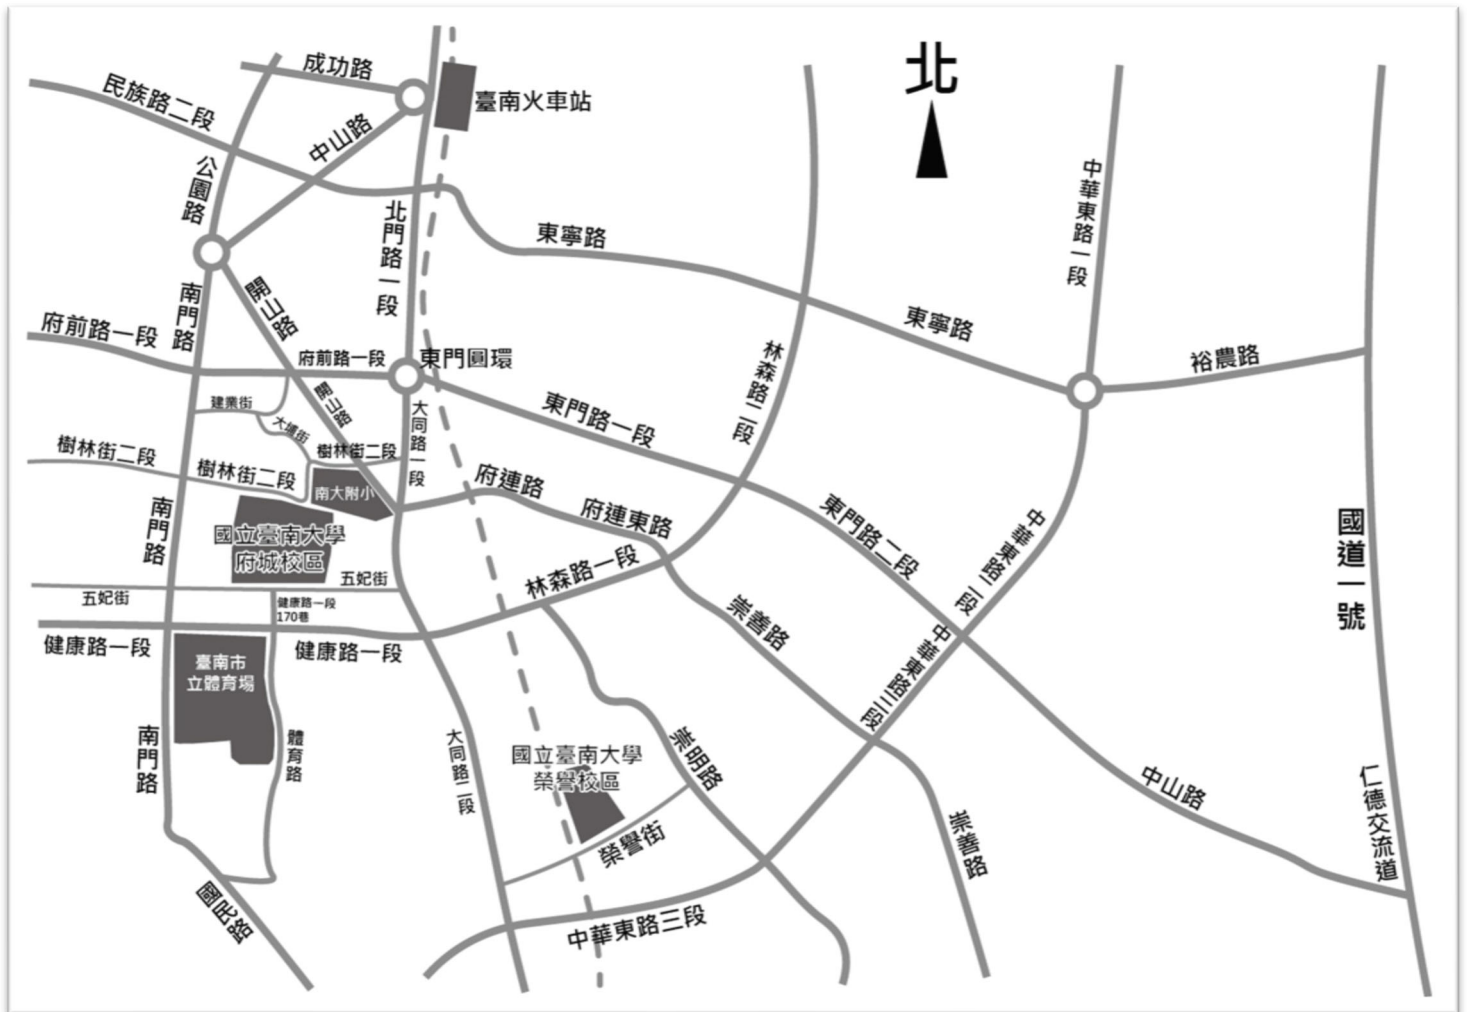 成功路
民族路二段
臺南火車站
北
中山路
公園路
中華東路一段
北門路一段
東寧路
開山路
南門路
府前路一段
東寧路
府前路一段
東門圓環
裕農路
林森路二段
建業街
開山路
大同路一段
東門路一段
大埔街
樹林街二段
樹林街二段
樹林街二段
南大附小
府連路
府連東路
東門路二段
南門路
國立臺南大學
府城校區
中華東路二段
國道一號
五妃街
五妃街
林森路一段
健康路一段
170巷
崇善路
健康路一段
健康路一段
中華東路三段
臺南市
立體育場
南門路
體育路
大同路二段
國立臺南大學
榮譽校區
崇明路
中山路
仁德交流道
榮譽街
崇善路
國民路
中華東路三段